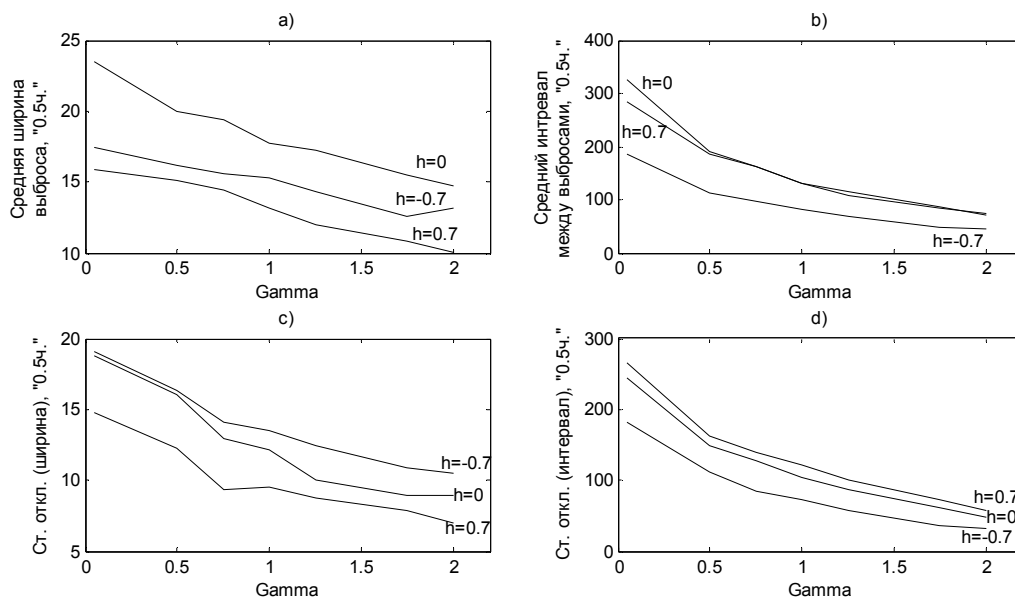 a)
Средняя ширина
выброса, "0.5ч."
25
20
15
10
h=0
h=-0.7
h=0.7
0 0.5 1 1.5 2
Gamma
b)
Средний интревал
между выбросами, "0.5ч."
400
300
200
100
0
h=0
h=0.7
h=-0.7
0 0.5 1 1.5 2
Gamma
c)
Ст. откл. (ширина), "0.5ч."
20
15
10
5
h=-0.7
h=0
h=0.7
0 0.5 1 1.5 2
Gamma
d)
Ст. откл. (интервал), "0.5ч."
300
200
100
0
h=0.7
h=0
h=-0.7
0 0.5 1 1.5 2
Gamma